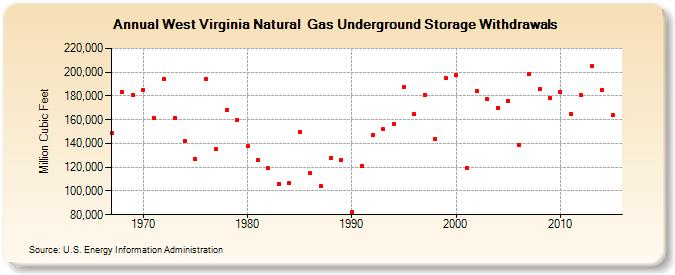 Annual West Virginia Natural Gas Underground Storage Withdrawals
Million Cubic Feet
220,000
200,000
180,000
160,000
140,000
120,000
100,000
80,000
1970 1980 1990 2000 2010
Source: U.S. Energy Information Administration